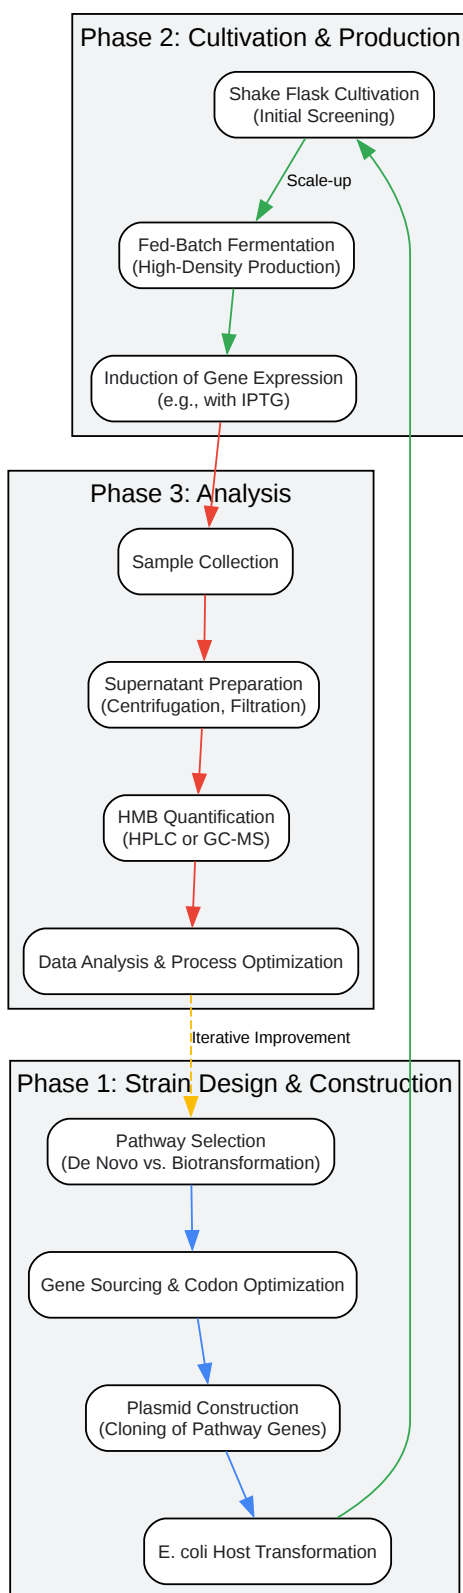 Phase 2: Cultivation & Production
Shake Flask Cultivation
(Initial Screening)
Scale-up
Fed-Batch Fermentation
(High-Density Production)
Induction of Gene Expression
(e.g., with IPTG)
Phase 3: Analysis
Sample Collection
Supernatant Preparation
(Centrifugation, Filtration)
HMB Quantification
(HPLC or GC-MS)
Data Analysis & Process Optimization
Iterative Improvement
Phase 1: Strain Design & Construction
Pathway Selection
(De Novo vs. Biotransformation)
Gene Sourcing & Codon Optimization
Plasmid Construction
(Cloning of Pathway Genes)
E. coli Host Transformation